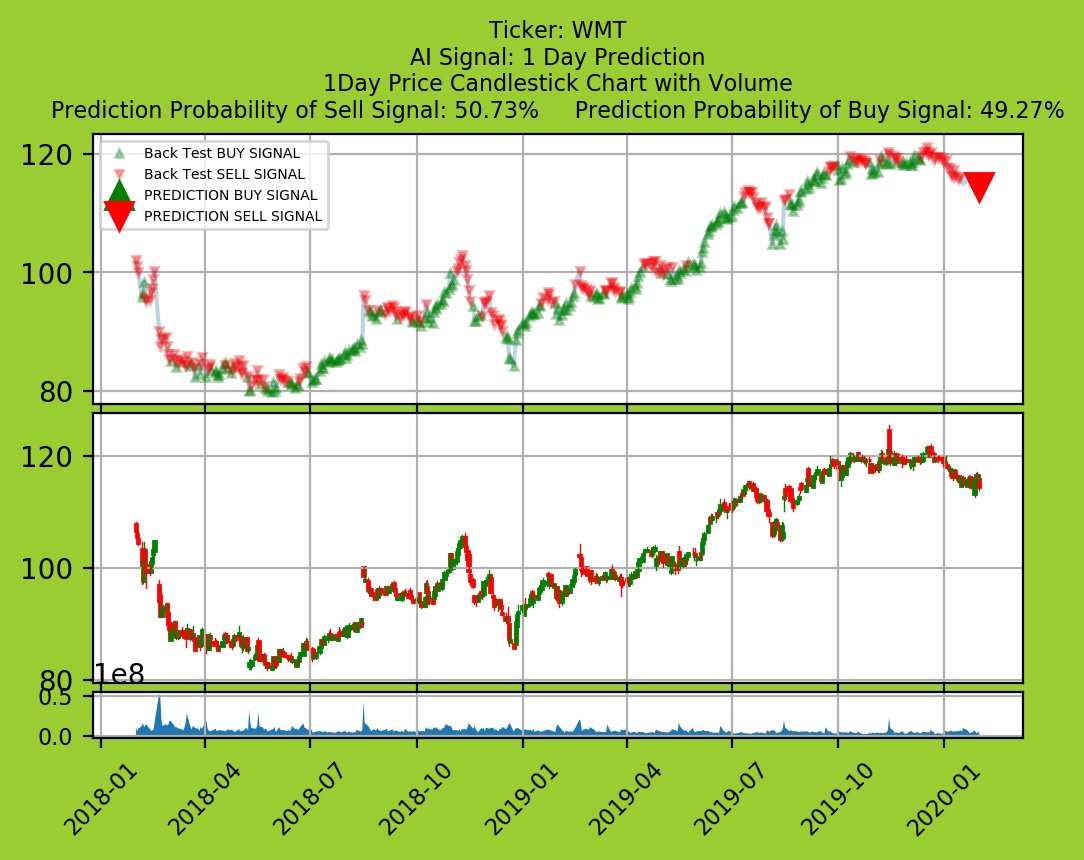 Ticker: WMT
AI Signal: 1 Day Prediction
1Day Price Candlestick Chart with Volume
Prediction Probability of Sell Signal: 50.73% Prediction Probability of Buy Signal: 49.27%
Back Test BUY SIGNAL
Back Test SELL SIGNAL
PREDICTION BUY SIGNAL
PREDICTION SELL SIGNAL
120
100
80
120
100
80
1e8
0.5
0.0
2018-01
2018-04
2018-07
2018-10
2019-01
2019-04
2019-07
2019-10
2020-01